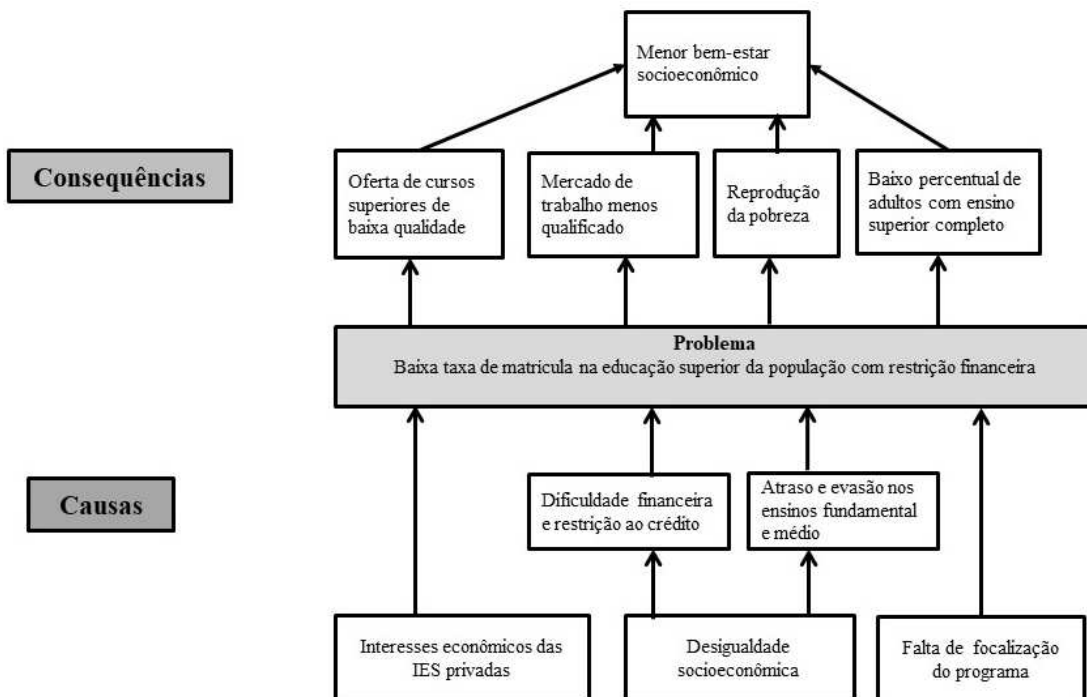 Menor bem-estar
socioeconômico
Consequências
Oferta de cursos
superiores de
baixa qualidade
Mercado de
trabalho menos
qualificado
Reprodução
da pobreza
Baixo percentual de
adultos com ensino
superior completo
Problema
Baixa taxa de matricula na educação superior da população com restrição financeira
Causas
Dificuldade financeira
e restrição ao crédito
Atraso e evasão nos
ensinos fundamental
e médio
Interesses econômicos das
IES privadas
Desigualdade
socioeconômica
Falta de focalização
do programa